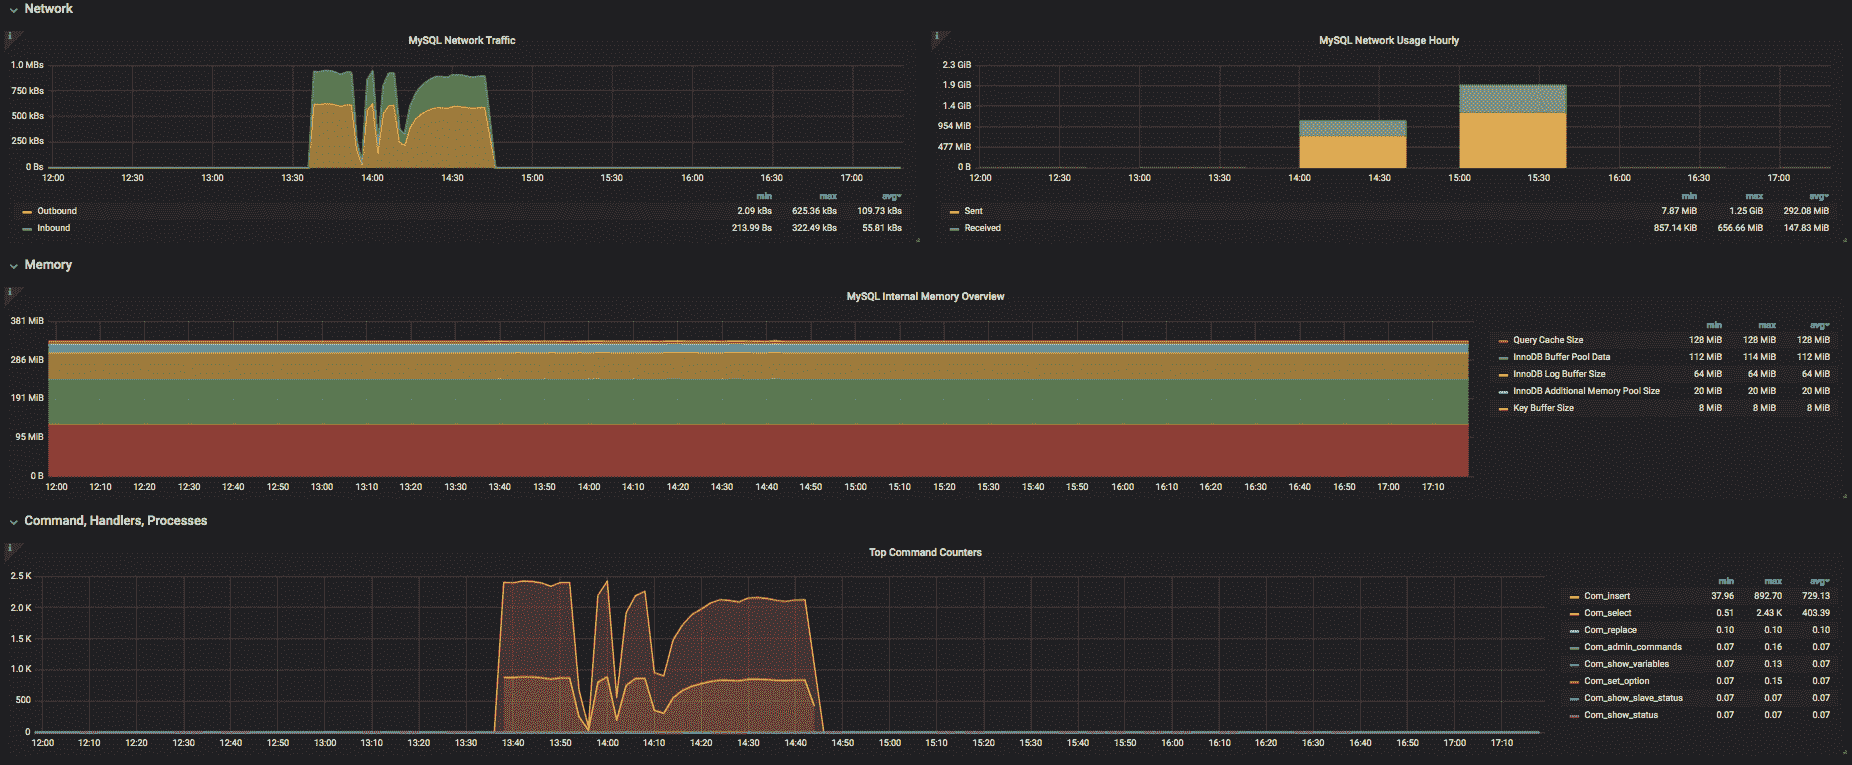 Network
MySQL Network Traffic
1.0 MBs
750 kBs
500 kBs
250 kBs
0 Bs
12:00 12:30 13:00 13:30 14:00 14:30 15:00 15:30 16:00 16:30 17:00
min max avg
Outbound 2.09 kBs 625.36 kBs 109.73 kBs
Inbound 213.99 Bs 322.49 kBs 55.81 kBs
MySQL Network Usage Hourly
2.3 GiB
1.9 GiB
1.4 GiB
954 MiB
477 MiB
0 B
12:00 12:30 13:00 13:30 14:00 14:30 15:00 15:30 16:00 16:30 17:00
min max avg
Sent 7.87 MiB 1.25 GiB 292.08 MiB
Received 857.14 KiB 656.66 MiB 147.83 MiB
Memory
MySQL Internal Memory Overview
381 MiB
286 MiB
191 MiB
95 MiB
0 B
12:00 12:10 12:20 12:30 12:40 12:50 13:00 13:10 13:20 13:30 13:40 13:50 14:00 14:10 14:20 14:30 14:40 14:50 15:00 15:10 15:20 15:30 15:40 15:50 16:00 16:10 16:20 16:30 16:40 16:50 17:00 17:10
min max avg
Query Cache Size 128 MiB 128 MiB 128 MiB
InnoDB Buffer Pool Data 112 MiB 114 MiB 112 MiB
InnoDB Log Buffer Size 64 MiB 64 MiB 64 MiB
InnoDB Additional Memory Pool Size 20 MiB 20 MiB 20 MiB
Key Buffer Size 8 MiB 8 MiB 8 MiB
Command, Handlers, Processes
Top Command Counters
2.5 K
2.0 K
1.5 K
1.0 K
500
0
12:00 12:10 12:20 12:30 12:40 12:50 13:00 13:10 13:20 13:30 13:40 13:50 14:00 14:10 14:20 14:30 14:40 14:50 15:00 15:10 15:20 15:30 15:40 15:50 16:00 16:10 16:20 16:30 16:40 16:50 17:00 17:10
min max avg
Com_insert 37.96 892.70 729.13
Com_select 0.51 2.43 K 403.39
Com_replace 0.10 0.10 0.10
Com_admin_commands 0.07 0.16 0.07
Com_show_variables 0.07 0.13 0.07
Com_set_option 0.07 0.15 0.07
Com_show_slave_status 0.07 0.07 0.07
Com_show_status 0.07 0.07 0.07